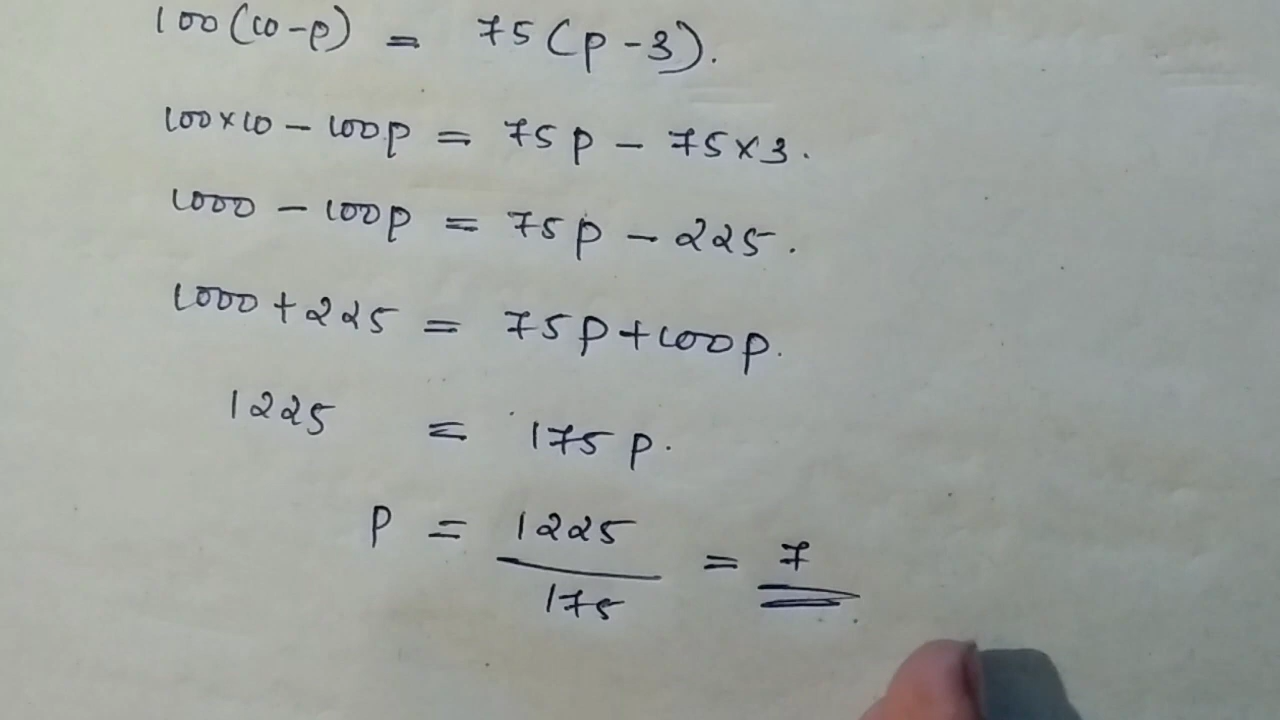 100(10-p) = 75(p-3).
100×10 - 100p = 75p - 75×3.
1000 - 100p = 75p - 225.
1000+225 = 75p+100p.
1225 = 175p.
P = 1225/175 = 7